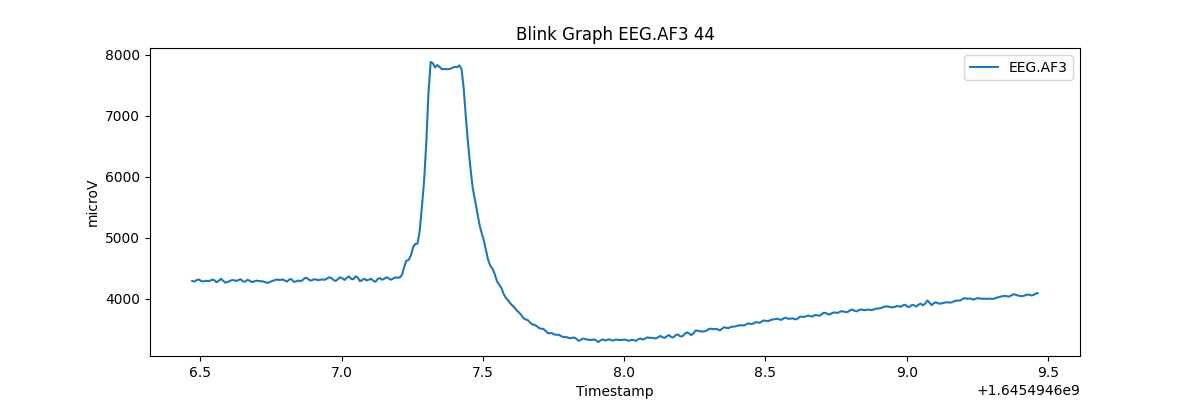 Blink Graph EEG.AF3 44
EEG.AF3
8000
7000
6000
5000
4000
microV
6.5 7.0 7.5 8.0 8.5 9.0 9.5
Timestamp
+1.6454946e9